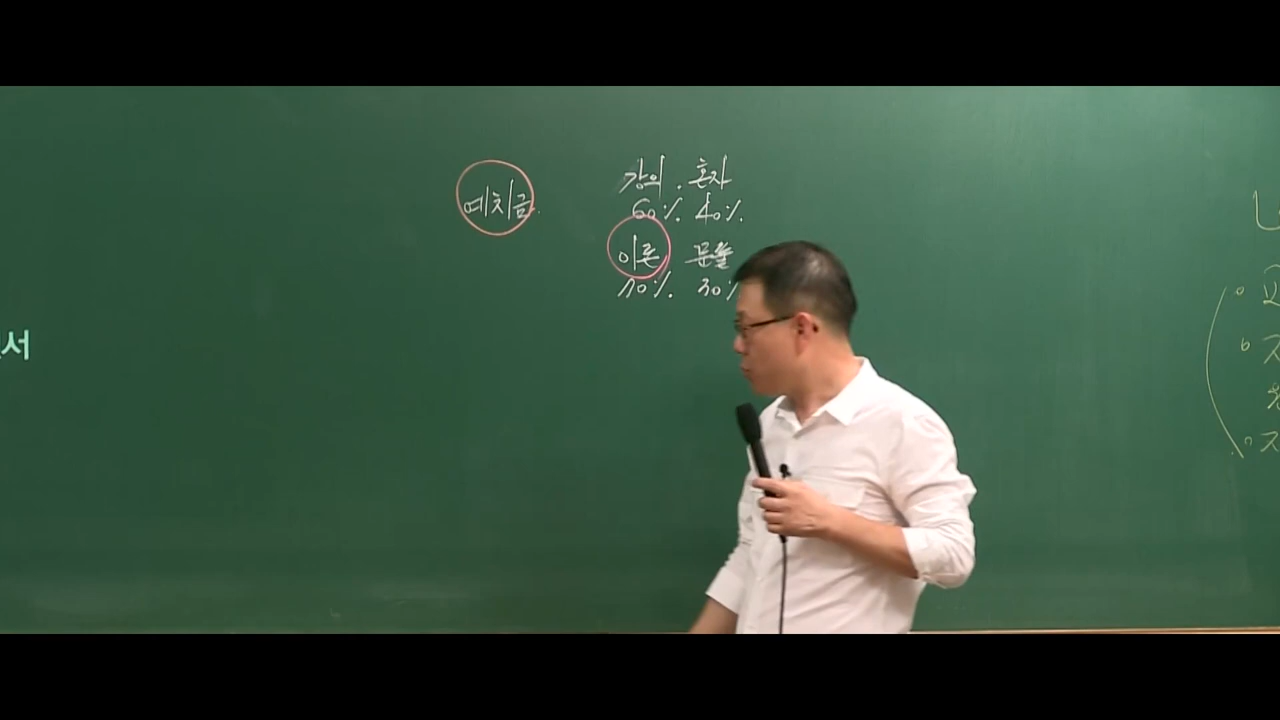 서
예치금
강의. 혼자
60% 40%
이론 문풀
70% 30%